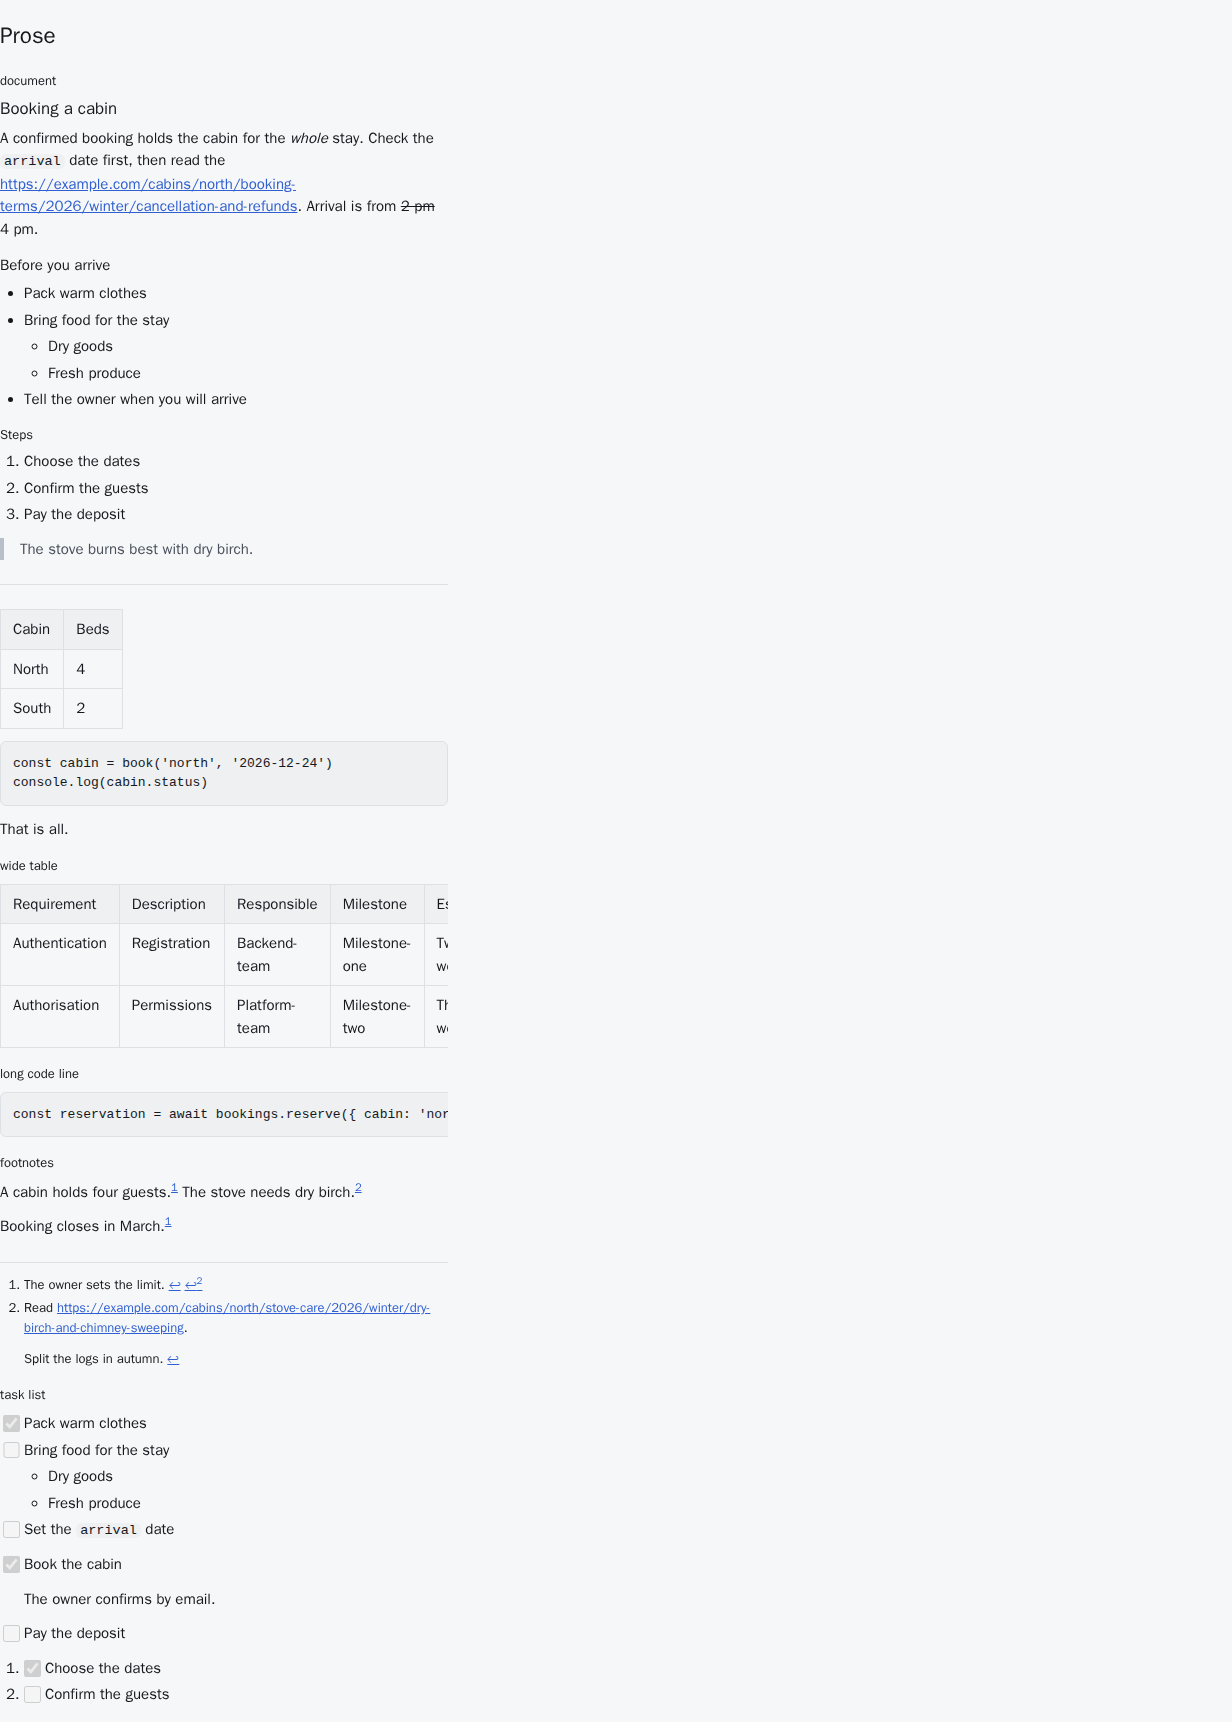 Prose
document
Booking a cabin
A confirmed booking holds the cabin for the whole stay. Check the
arrival date first, then read the
https://example.com/cabins/north/booking-
terms/2026/winter/cancellation-and-refunds. Arrival is from 2 pm
4 pm.
Before you arrive
• Pack warm clothes
• Bring food for the stay
◦ Dry goods
◦ Fresh produce
• Tell the owner when you will arrive
Steps
1. Choose the dates
2. Confirm the guests
3. Pay the deposit
The stove burns best with dry birch.
Cabin Beds
North 4
South 2
const cabin = book('north', '2026-12-24')
console.log(cabin.status)
That is all.
wide table
Requirement Description Responsible Milestone
Authentication Registration Backend- Milestone-
team one
Authorisation Permissions Platform- Milestone-
team two
long code line
const reservation = await bookings.reserve({ cabin: 'nor
footnotes
A cabin holds four guests.1 The stove needs dry birch.2
Booking closes in March.1
1. The owner sets the limit. ↩ ↩2
2. Read https://example.com/cabins/north/stove-care/2026/winter/dry-
birch-and-chimney-sweeping.
Split the logs in autumn. ↩
task list
Pack warm clothes
Bring food for the stay
◦ Dry goods
◦ Fresh produce
Set the arrival date
Book the cabin
The owner confirms by email.
Pay the deposit
1. Choose the dates
2. Confirm the guests